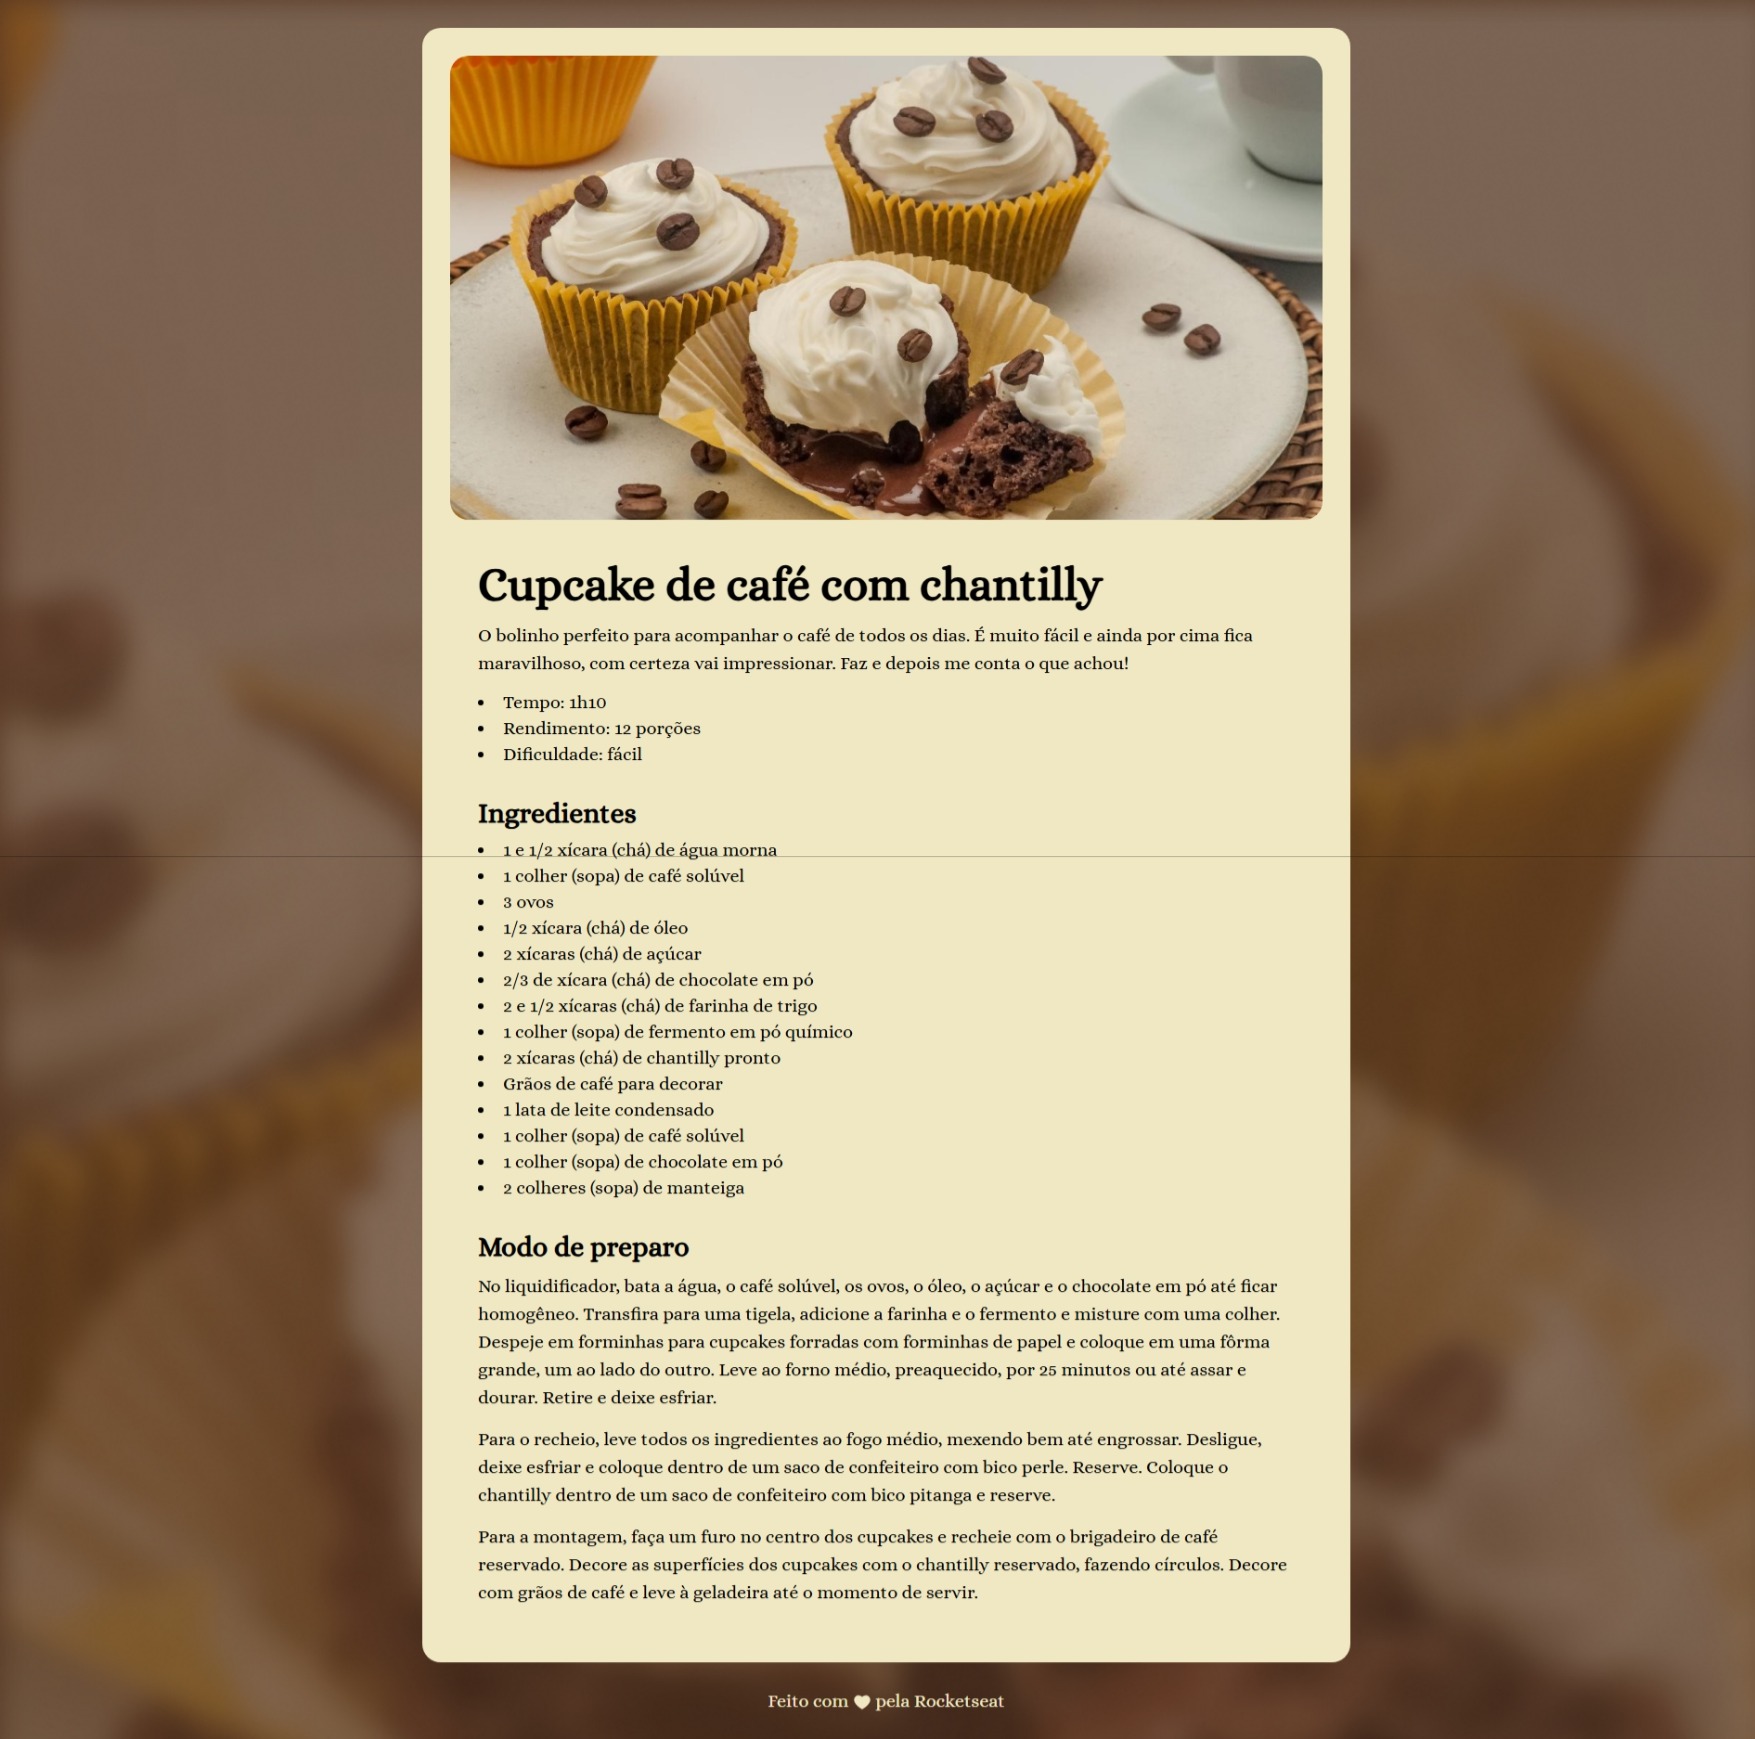 Cupcake de café com chantilly
O bolinho perfeito para acompanhar o café de todos os dias. É muito fácil e ainda por cima fica
maravilhoso, com certeza vai impressionar. Faz e depois me conta o que achou!
• Tempo: 1h10
• Rendimento: 12 porções
• Dificuldade: fácil
Ingredientes
• 1 e 1/2 xícara (chá) de água morna
• 1 colher (sopa) de café solúvel
• 3 ovos
• 1/2 xícara (chá) de óleo
• 2 xícaras (chá) de açúcar
• 2/3 de xícara (chá) de chocolate em pó
• 2 e 1/2 xícaras (chá) de farinha de trigo
• 1 colher (sopa) de fermento em pó químico
• 2 xícaras (chá) de chantilly pronto
• Grãos de café para decorar
• 1 lata de leite condensado
• 1 colher (sopa) de café solúvel
• 1 colher (sopa) de chocolate em pó
• 2 colheres (sopa) de manteiga
Modo de preparo
No liquidificador, bata a água, o café solúvel, os ovos, o óleo, o açúcar e o chocolate em pó até ficar
homogêneo. Transfira para uma tigela, adicione a farinha e o fermento e misture com uma colher.
Despeje em forminhas para cupcakes forradas com forminhas de papel e coloque em uma fôrma
grande, um ao lado do outro. Leve ao forno médio, preaquecido, por 25 minutos ou até assar e
dourar. Retire e deixe esfriar.
Para o recheio, leve todos os ingredientes ao fogo médio, mexendo bem até engrossar. Desligue,
deixe esfriar e coloque dentro de um saco de confeiteiro com bico perle. Reserve. Coloque o
chantilly dentro de um saco de confeiteiro com bico pitanga e reserve.
Para a montagem, faça um furo no centro dos cupcakes e recheie com o brigadeiro de café
reservado. Decore as superfícies dos cupcakes com o chantilly reservado, fazendo círculos. Decore
com grãos de café e leve à geladeira até o momento de servir.
Feito com ♥ pela Rocketseat